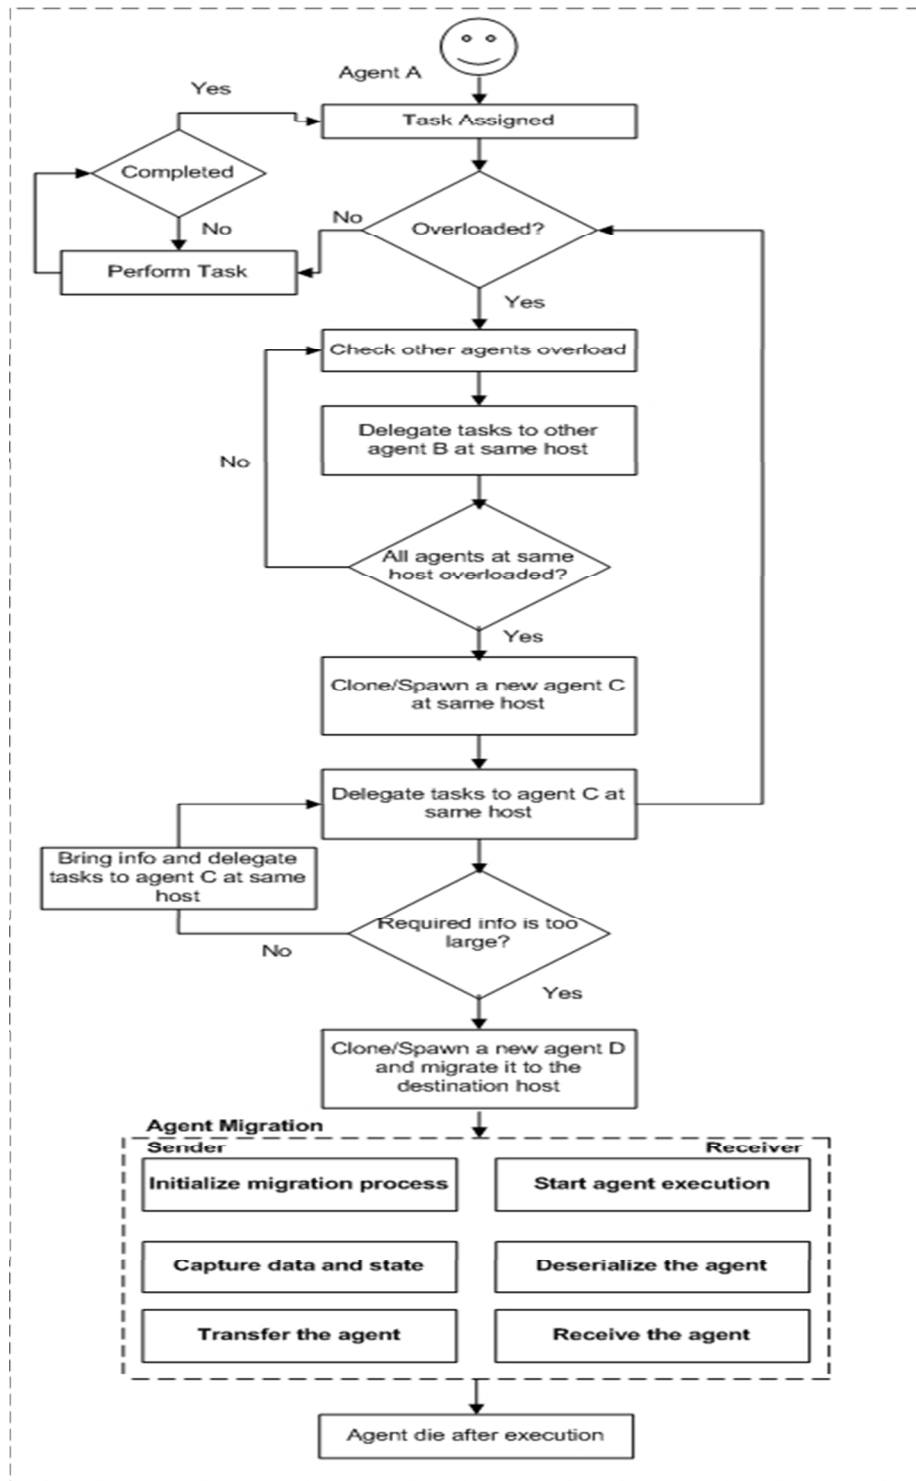 Agent A
Yes
Task Assigned
Completed
No
Overloaded?
No
Perform Task
Yes
Check other agents overload
Delegate tasks to other
agent B at same host
No
All agents at same
host overloaded?
Yes
Clone/Spawn a new agent C
at same host
Delegate tasks to agent C at
same host
Bring info and delegate
tasks to agent C at same
host
Required info is too
large?
No
Yes
Clone/Spawn a new agent D
and migrate it to the
destination host
Agent Migration
Sender
Receiver
Initialize migration process
Start agent execution
Capture data and state
Deserialize the agent
Transfer the agent
Receive the agent
Agent die after execution